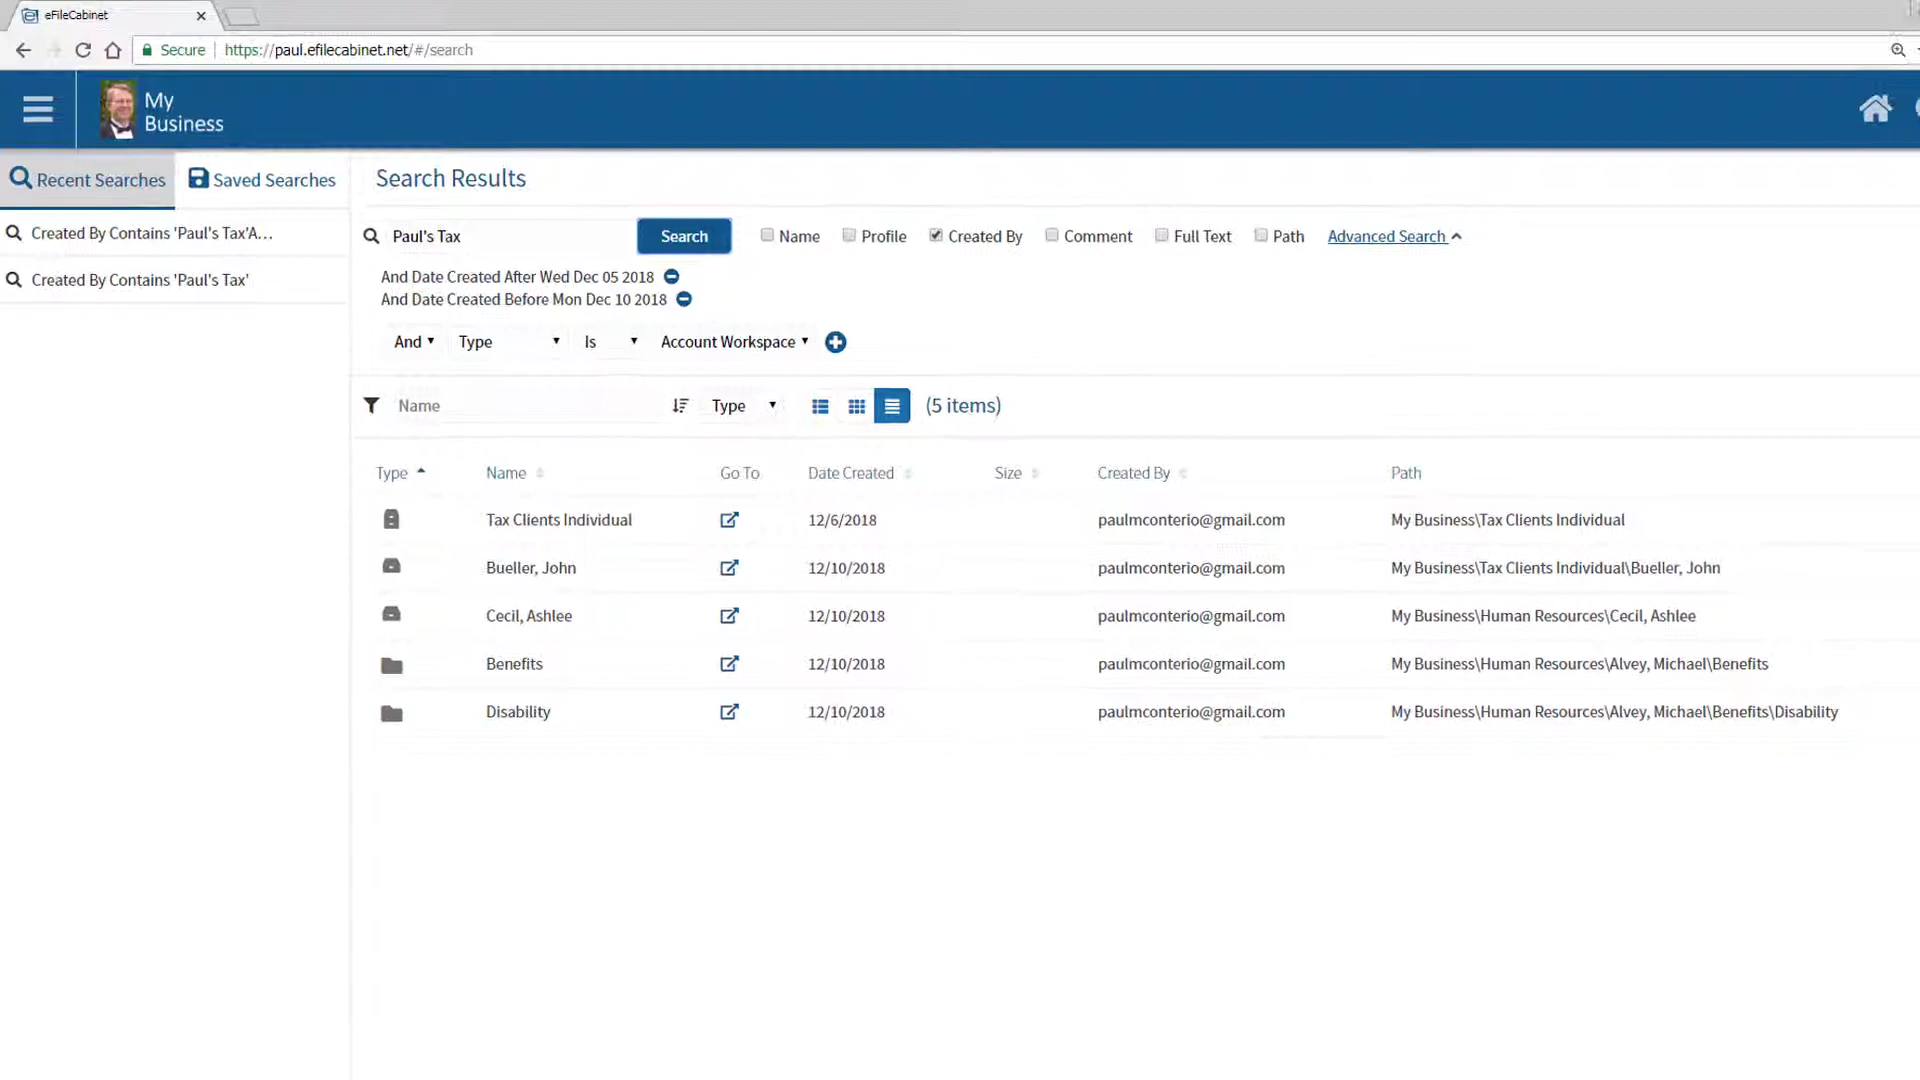 eFileCabinet
Secure https://paul.efilecabinet.net/#/search
My
Business
Recent Searches Saved Searches
Created By Contains 'Paul's Tax'A...
Created By Contains 'Paul's Tax'
Search Results
Paul's Tax Search Name Profile Created By Comment Full Text Path Advanced Search
And Date Created After Wed Dec 05 2018
And Date Created Before Mon Dec 10 2018
And Type Is Account Workspace
Name Type (5 items)
Type Name Go To Date Created Size Created By Path
Tax Clients Individual 12/6/2018 paulmconterio@gmail.com My Business\Tax Clients Individual
Bueller, John 12/10/2018 paulmconterio@gmail.com My Business\Tax Clients Individual\Bueller, John
Cecil, Ashlee 12/10/2018 paulmconterio@gmail.com My Business\Human Resources\Cecil, Ashlee
Benefits 12/10/2018 paulmconterio@gmail.com My Business\Human Resources\Alvey, Michael\Benefits
Disability 12/10/2018 paulmconterio@gmail.com My Business\Human Resources\Alvey, Michael\Benefits\Disability